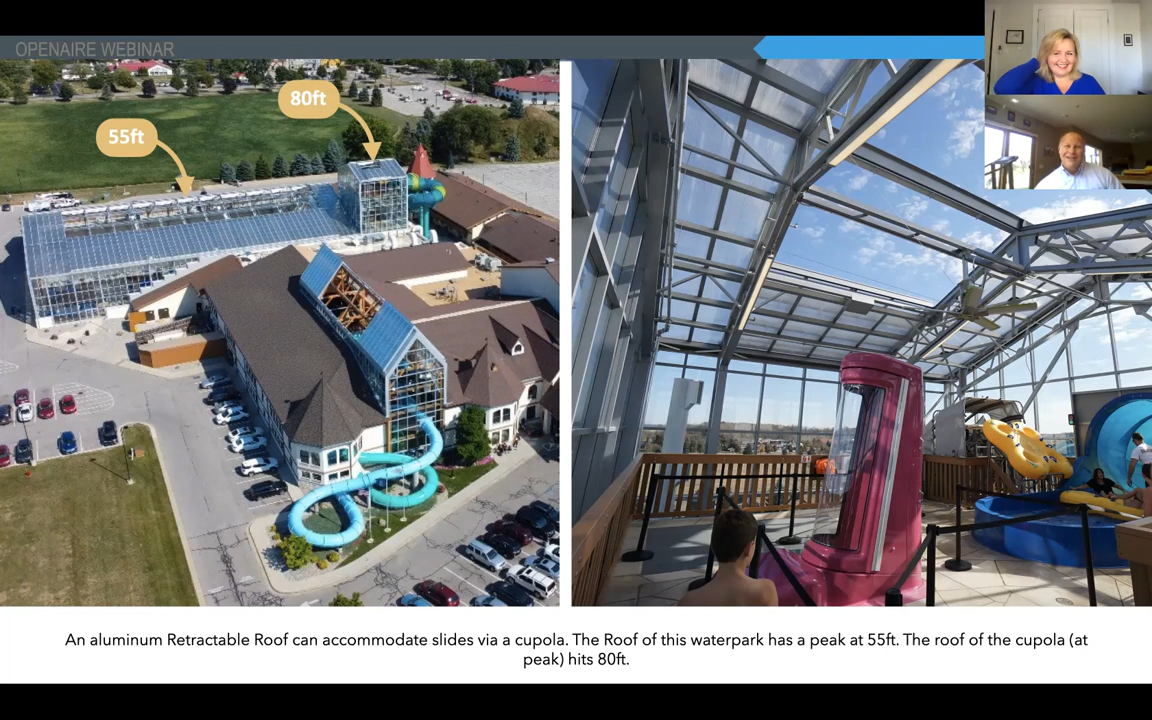 OPENAIRE WEBINAR
80ft
55ft
An aluminum Retractable Roof can accommodate slides via a cupola. The Roof of this waterpark has a peak at 55ft. The roof of the cupola (at
peak) hits 80ft.